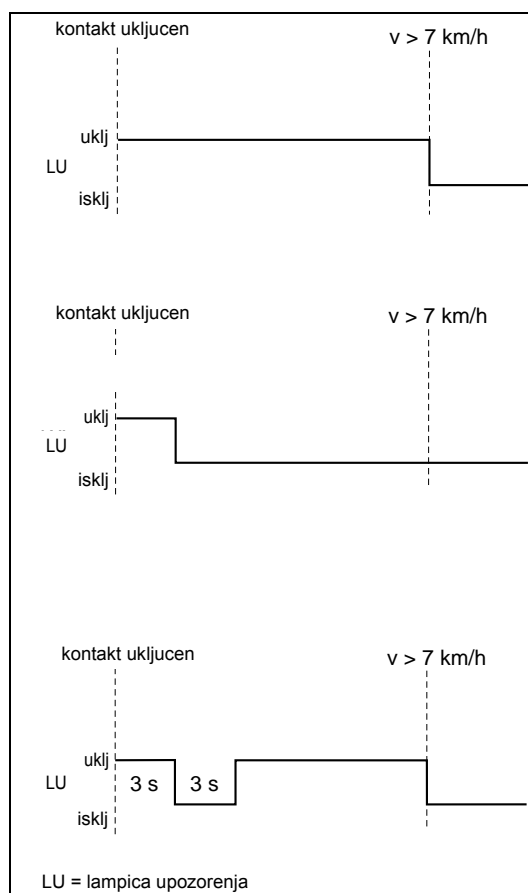 kontakt ukljucen
v > 7 km/h
uklj
LU
isklj
kontakt ukljucen
v > 7 km/h
uklj
LU
isklj
kontakt ukljucen
v > 7 km/h
uklj
LU 3 s 3 s
isklj
LU = lampica upozorenja